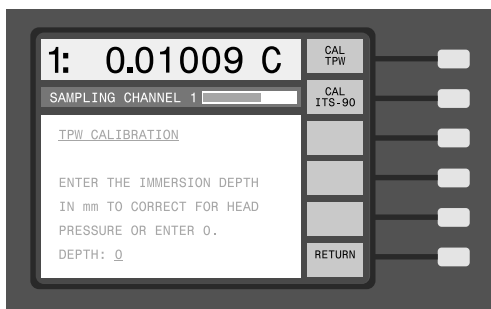 1: 0.01009 C
SAMPLING CHANNEL 1
TPW CALIBRATION
ENTER THE IMMERSION DEPTH
IN mm TO CORRECT FOR HEAD
PRESSURE OR ENTER 0.
DEPTH: 0
CAL
TPW
CAL
ITS-90
RETURN